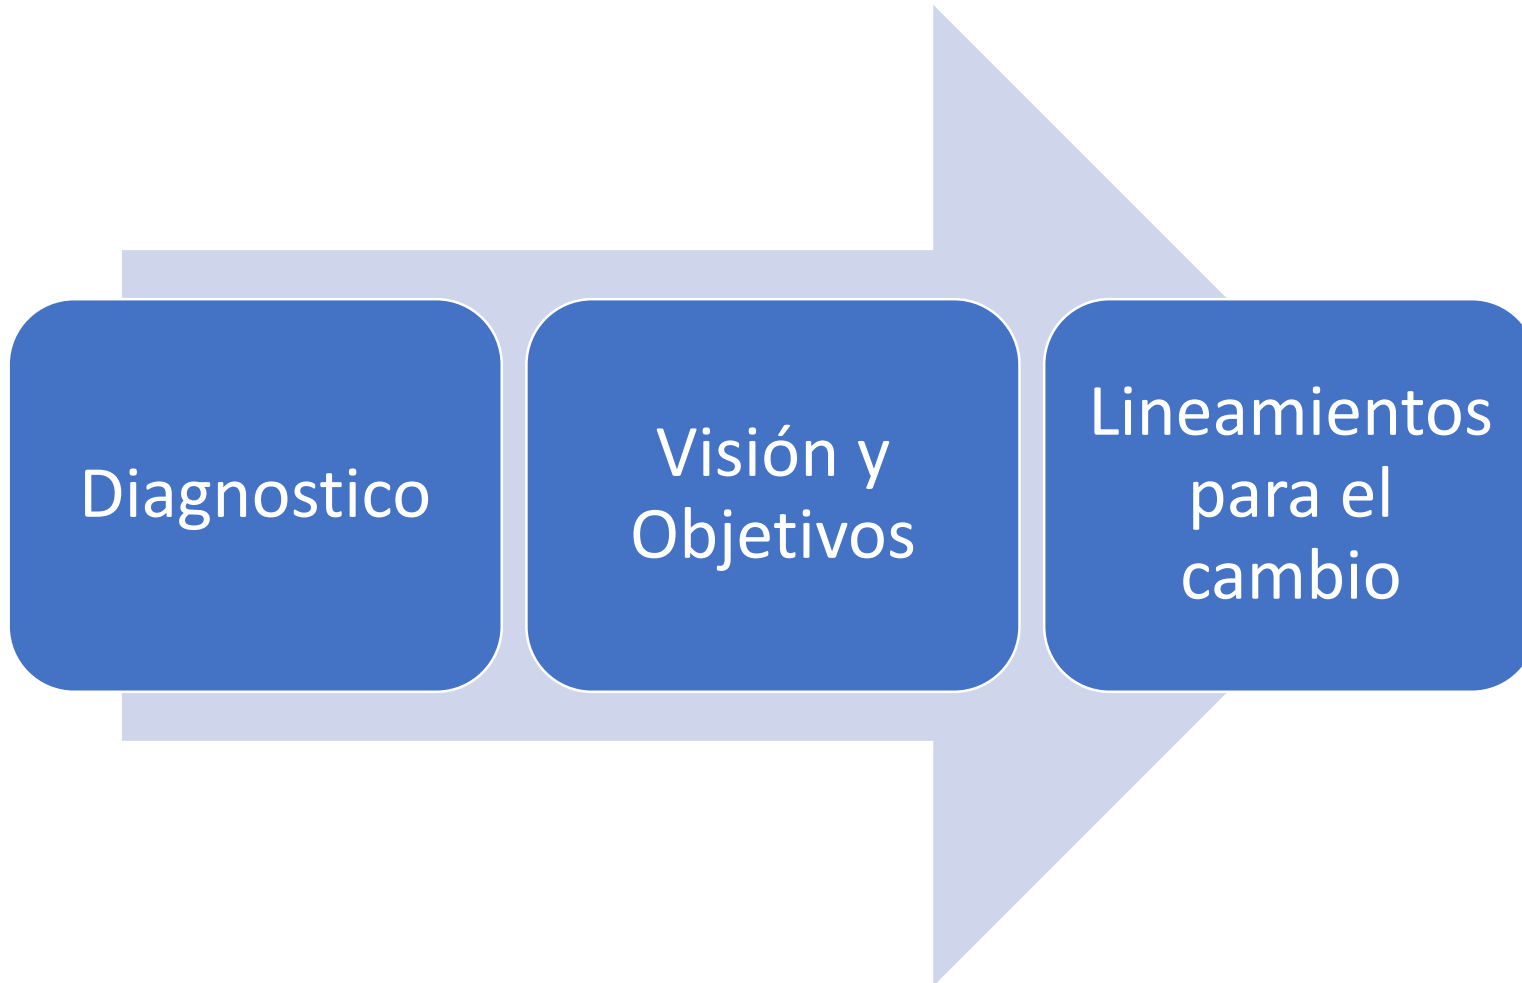 Diagnostico
Visión y
Objetivos
Lineamientos
para el
cambio